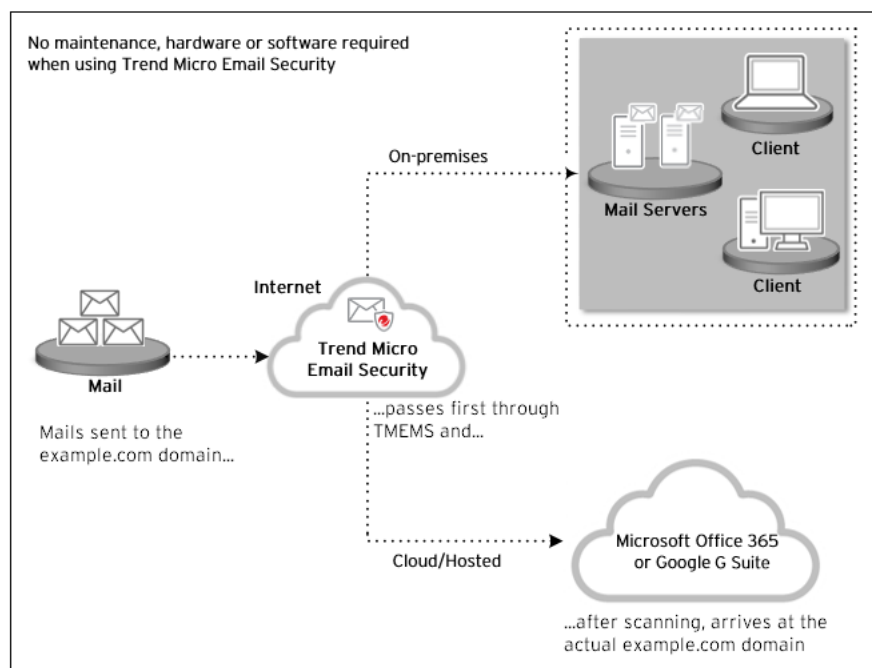 No maintenance, hardware or software required
when using Trend Micro Email Security
On-premises
Mail Servers
Client
Client
Internet
Trend Micro
Email Security
Mail
Mails sent to the
example.com domain...
...passes first through
TMEMS and...
Cloud/Hosted
Microsoft Office 365
or Google G Suite
...after scanning, arrives at the
actual example.com domain